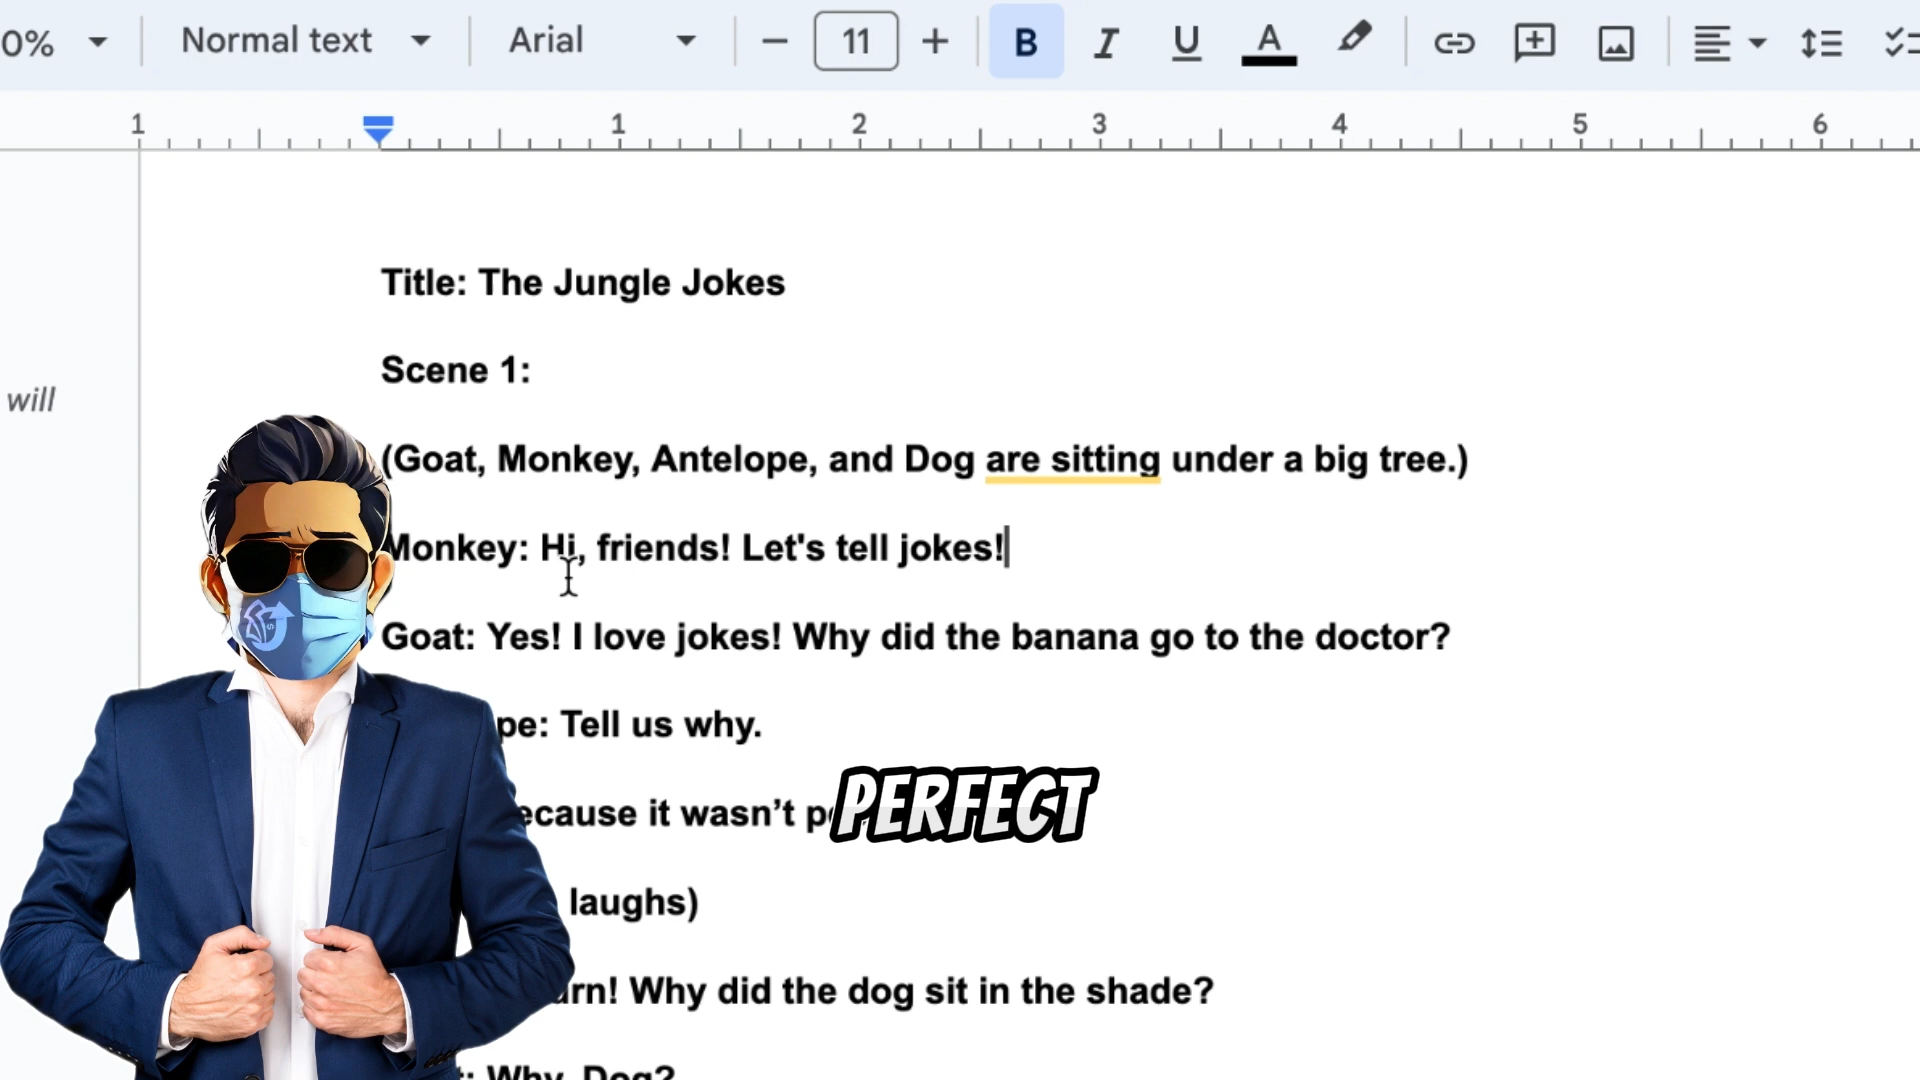 0% Normal text Arial 11 B I U A
1 1 2 3 4 5 6
will
Title: The Jungle Jokes
Scene 1:
(Goat, Monkey, Antelope, and Dog are sitting under a big tree.)
Monkey: Hi, friends! Let's tell jokes!
Goat: Yes! I love jokes! Why did the banana go to the doctor?
Tell us why.
it wasn’t
PERFECT
laughs)
Why did the dog sit in the shade?
Why, Dog?